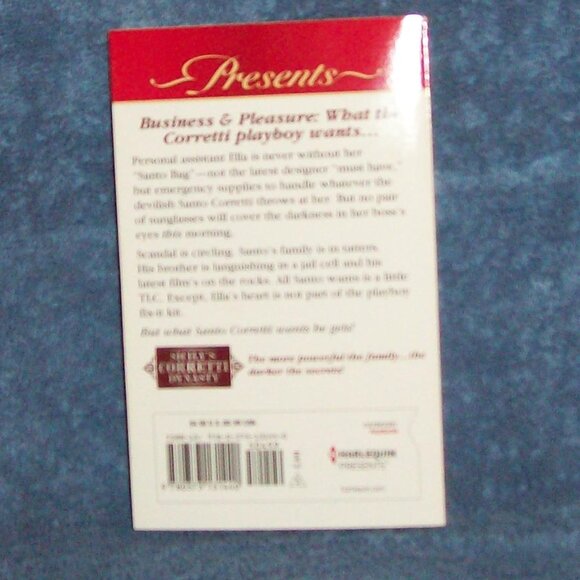 Presents
Business & Pleasure: What the
Corretti playboy wants...
Personal assistant Ella is never without her
"Santo Bag"—not the latest designer "must have,"
but emergency supplies to handle whatever the
devilish Santo Corretti throws at her. But no pair
of sunglasses will cover the darkness in her boss's
eyes this morning.
Scandal is circling, Santo's family is in tatters.
His brother is languishing in a jail cell and his
latest film's on the rocks. All Santo wants is a little
TLC. Except, Ella's heart is not part of the playboy
fix-it kit.
But what Santo Corretti wants he gets!
SICILY'S
CORRETTI
DYNASTY
The more powerful the family...the
darker the secrets!
HARLEQUIN
PRESENTS